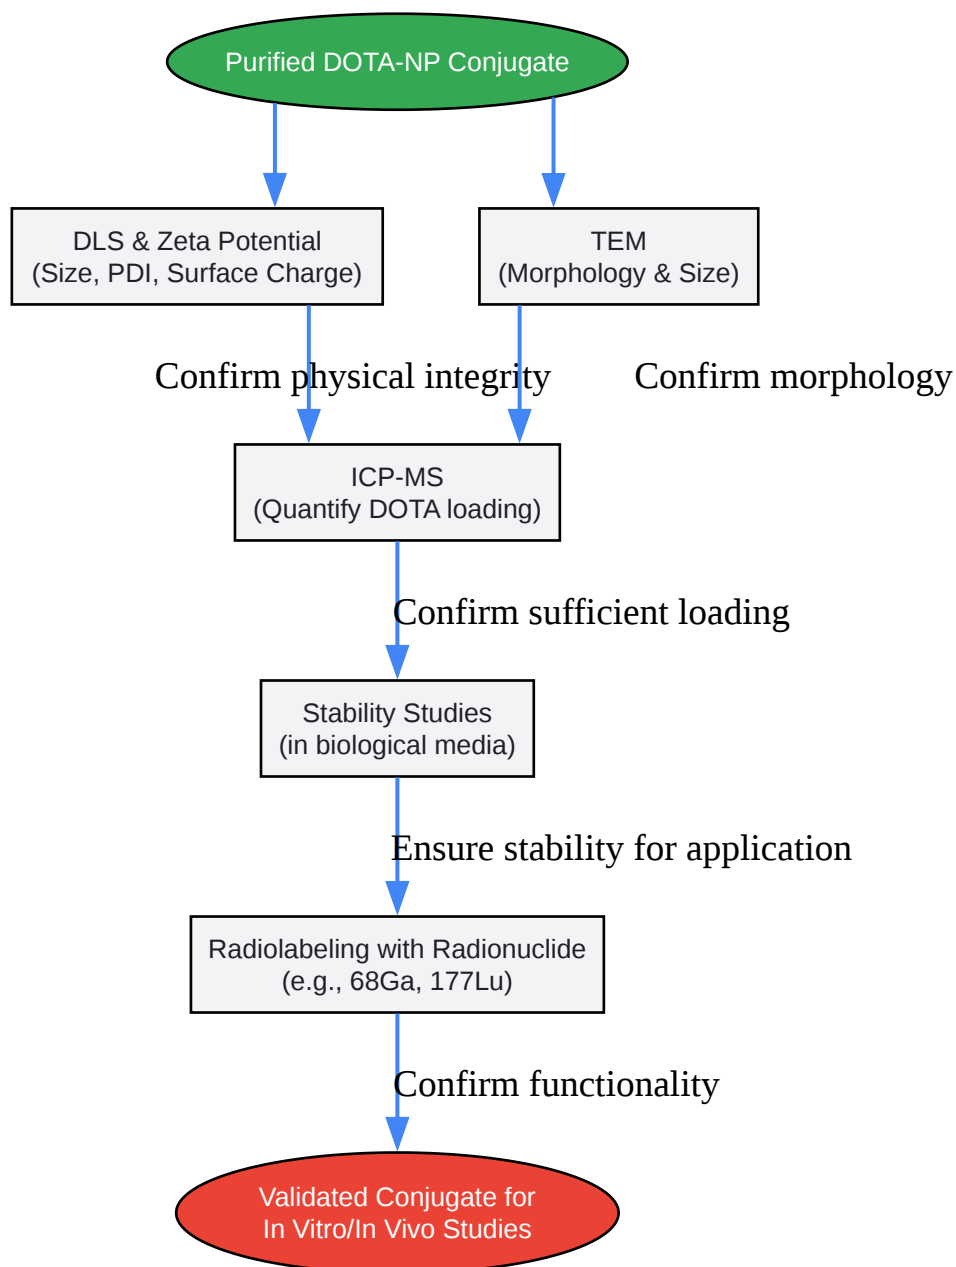 Purified DOTA-NP Conjugate
DLS & Zeta Potential
(Size, PDI, Surface Charge)
TEM
(Morphology & Size)
Confirm physical integrity
Confirm morphology
ICP-MS
(Quantify DOTA loading)
Confirm sufficient loading
Stability Studies
(in biological media)
Ensure stability for application
Radiolabeling with Radionuclide
(e.g., 68Ga, 177Lu)
Confirm functionality
Validated Conjugate for
In Vitro/In Vivo Studies